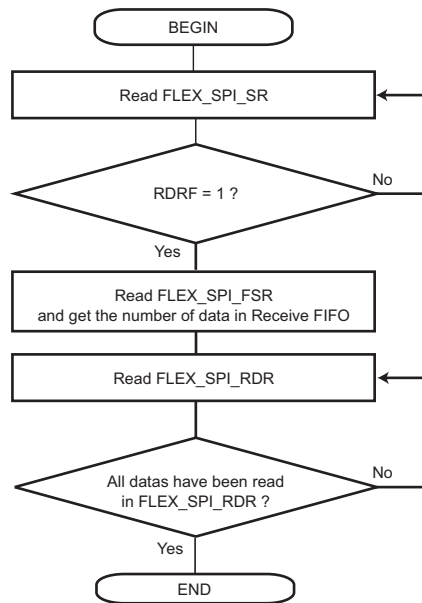 BEGIN
Read FLEX_SPI_SR
RDRF = 1 ?
No
Yes
Read FLEX_SPI_FSR
and get the number of data in Receive FIFO
Read FLEX_SPI_RDR
All datas have been read
in FLEX_SPI_RDR ?
No
Yes
END